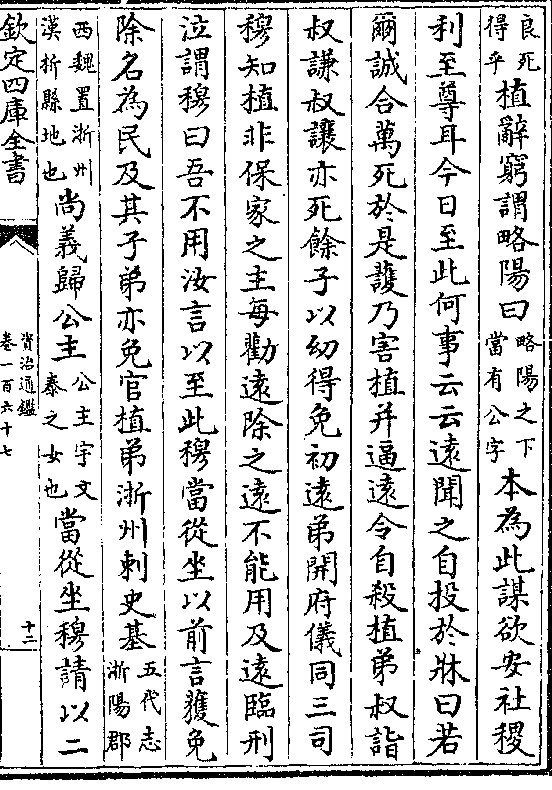 良死得乎植辭窮謂略陽曰略陽之下當有公字本為此謀欲安社稷
利至尊耳今日至此何事云云遠聞之自投於牀曰若
爾誠合萬死於是護乃害植并逼遠令自殺植弟叔詣
叔謙叔讓亦死餘子以幼得免初遠弟開府儀同三司
穆知植非保家之主每勸遠除之遠不能用及遠臨刑
泣謂穆曰吾不用汝言以至此穆當從坐以前言獲免
除名為民及其子弟亦免官植弟淅州刺史基五代志淅陽郡
西魏置淅州漢析縣地也尚義歸公主公主宇文泰之女也當從坐穆請以二
欽定四庫全書
資治通鑑
卷一百六十七
十二